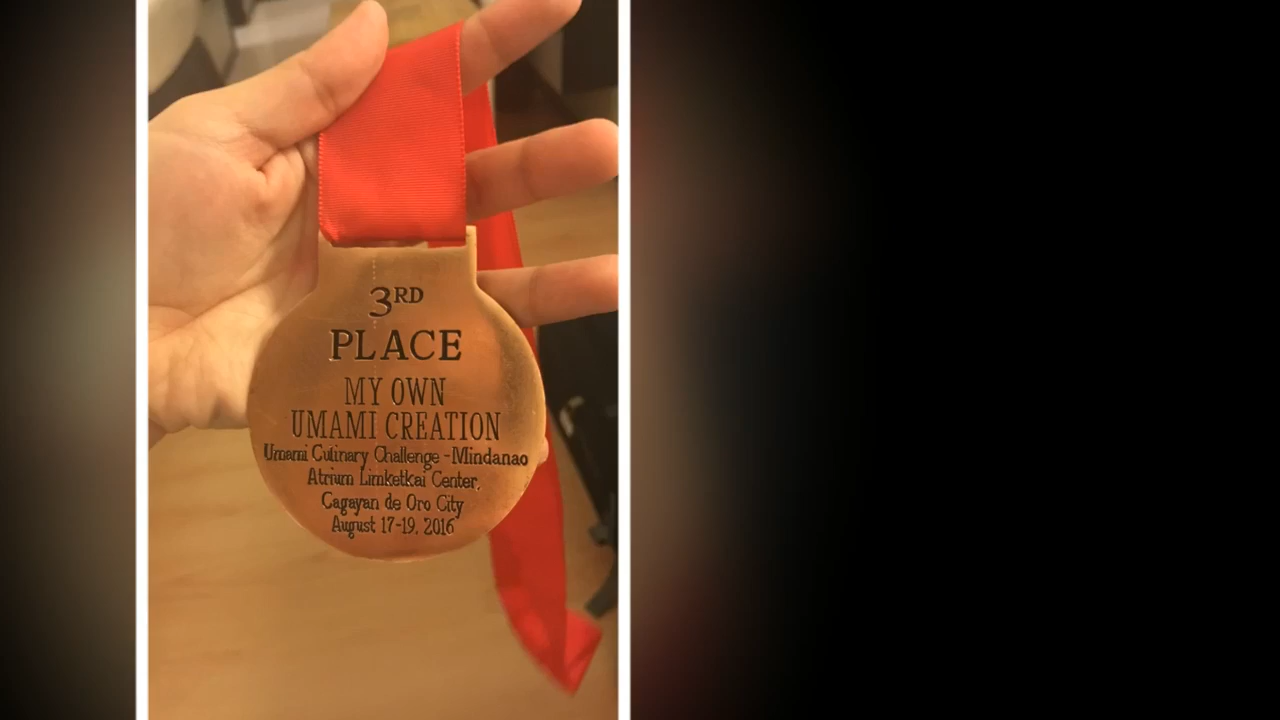 3RD
PLACE
MY OWN
UMAMI CREATION
Umami Culinary Challenge - Mindanao
Atrium Limketkai Center,
Cagayan de Oro City
August 17-19, 2016